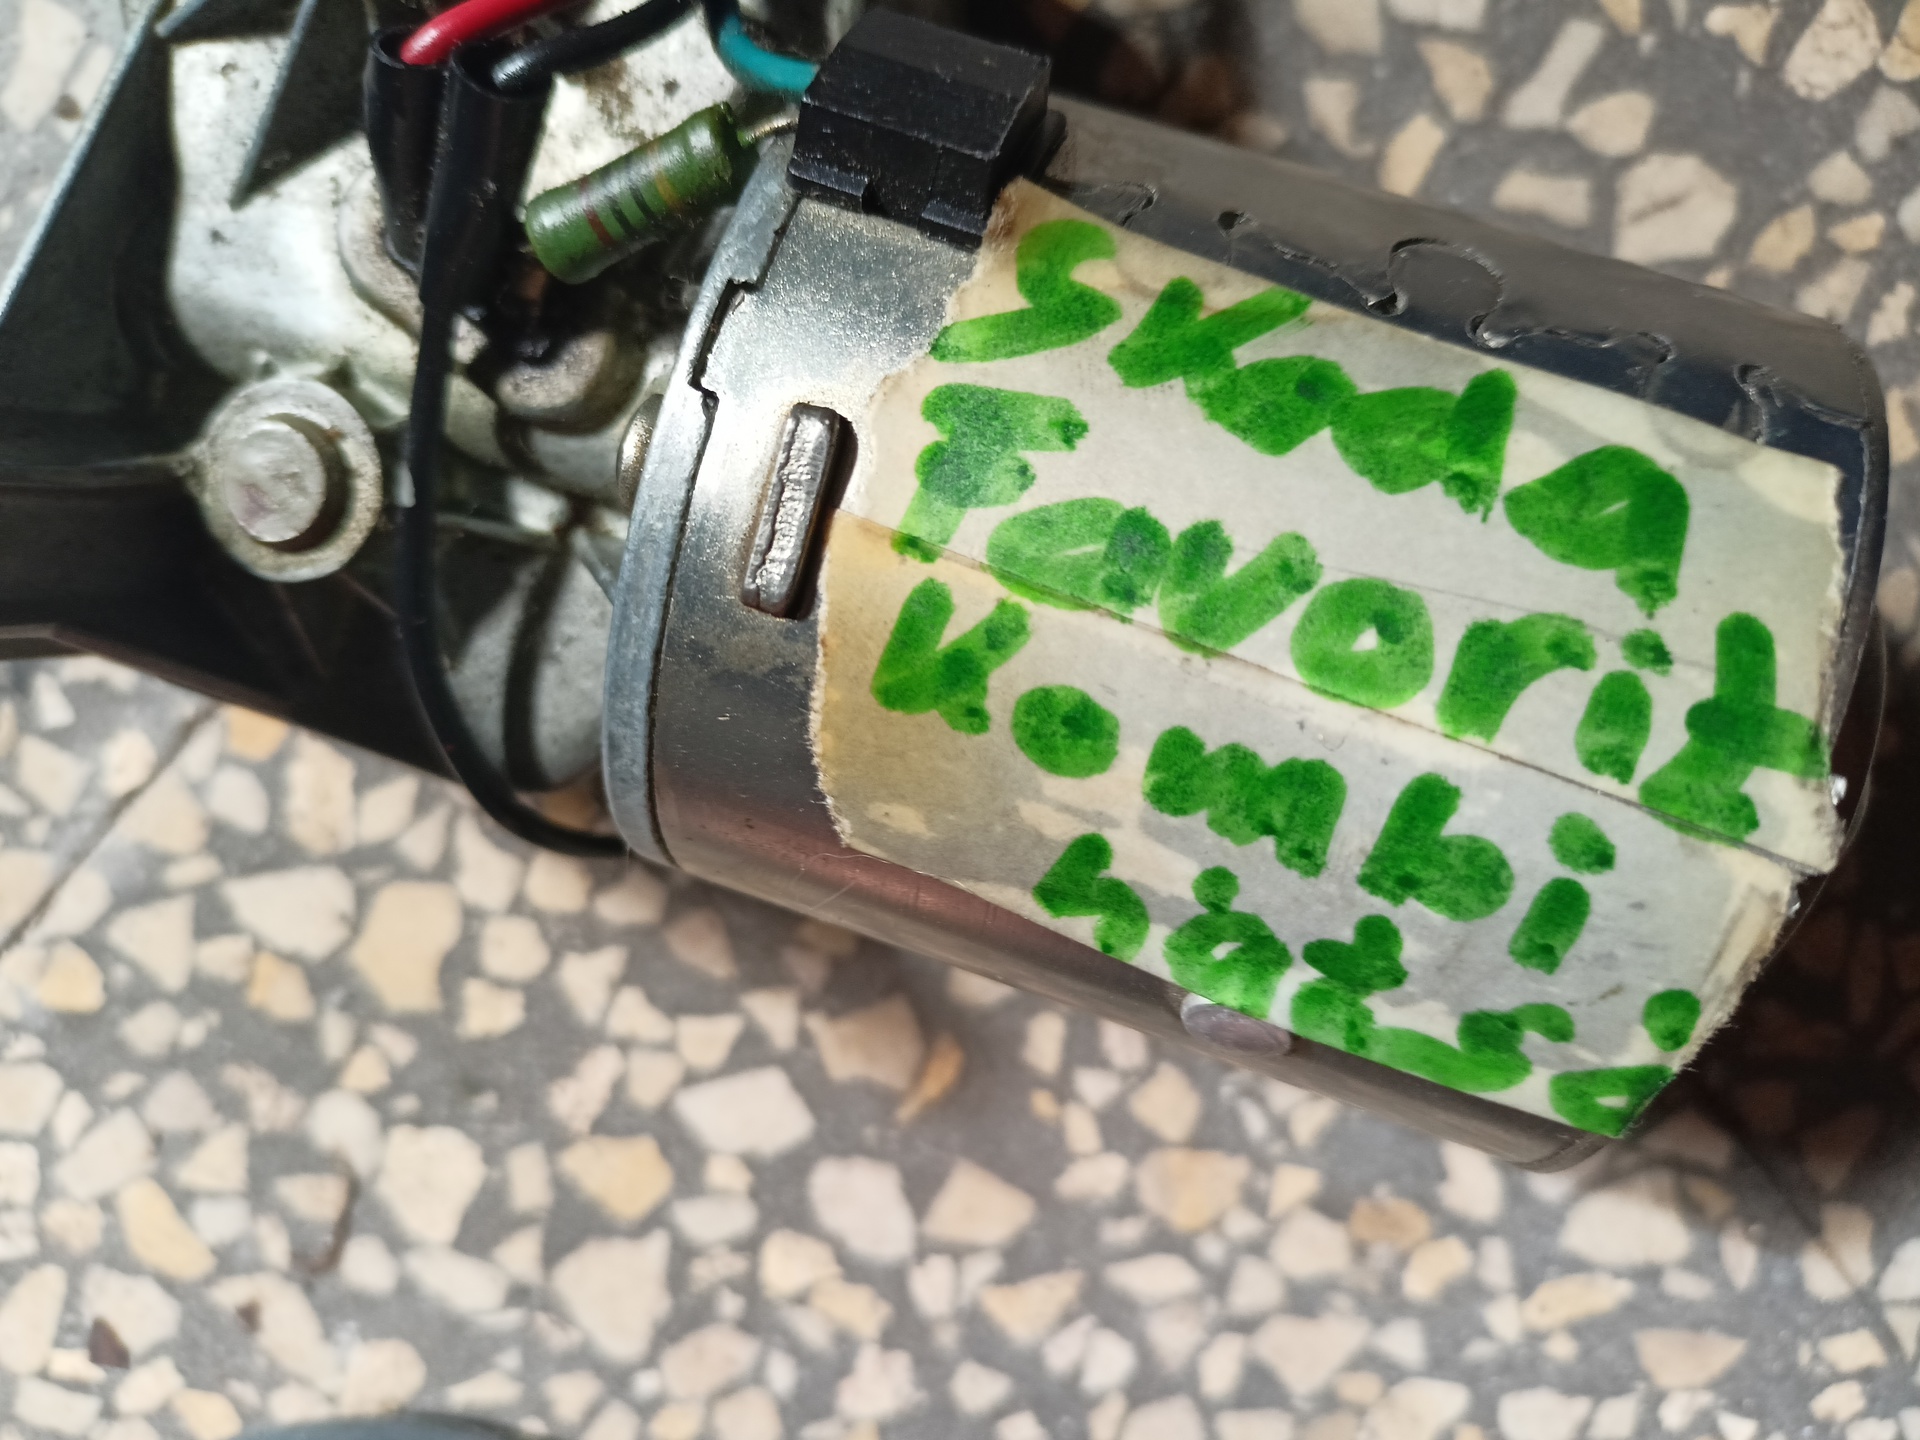 Skoda
Favorit
Kombi
hátsó